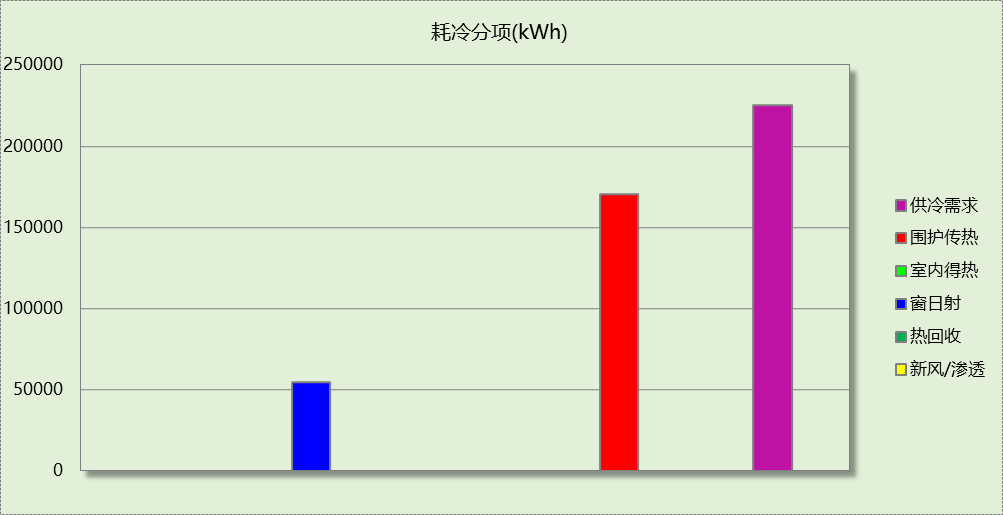 耗冷分项(kWh)
250000
200000
150000
100000
50000
0
供冷需求
围护传热
室内得热
窗日射
热回收
新风/渗透